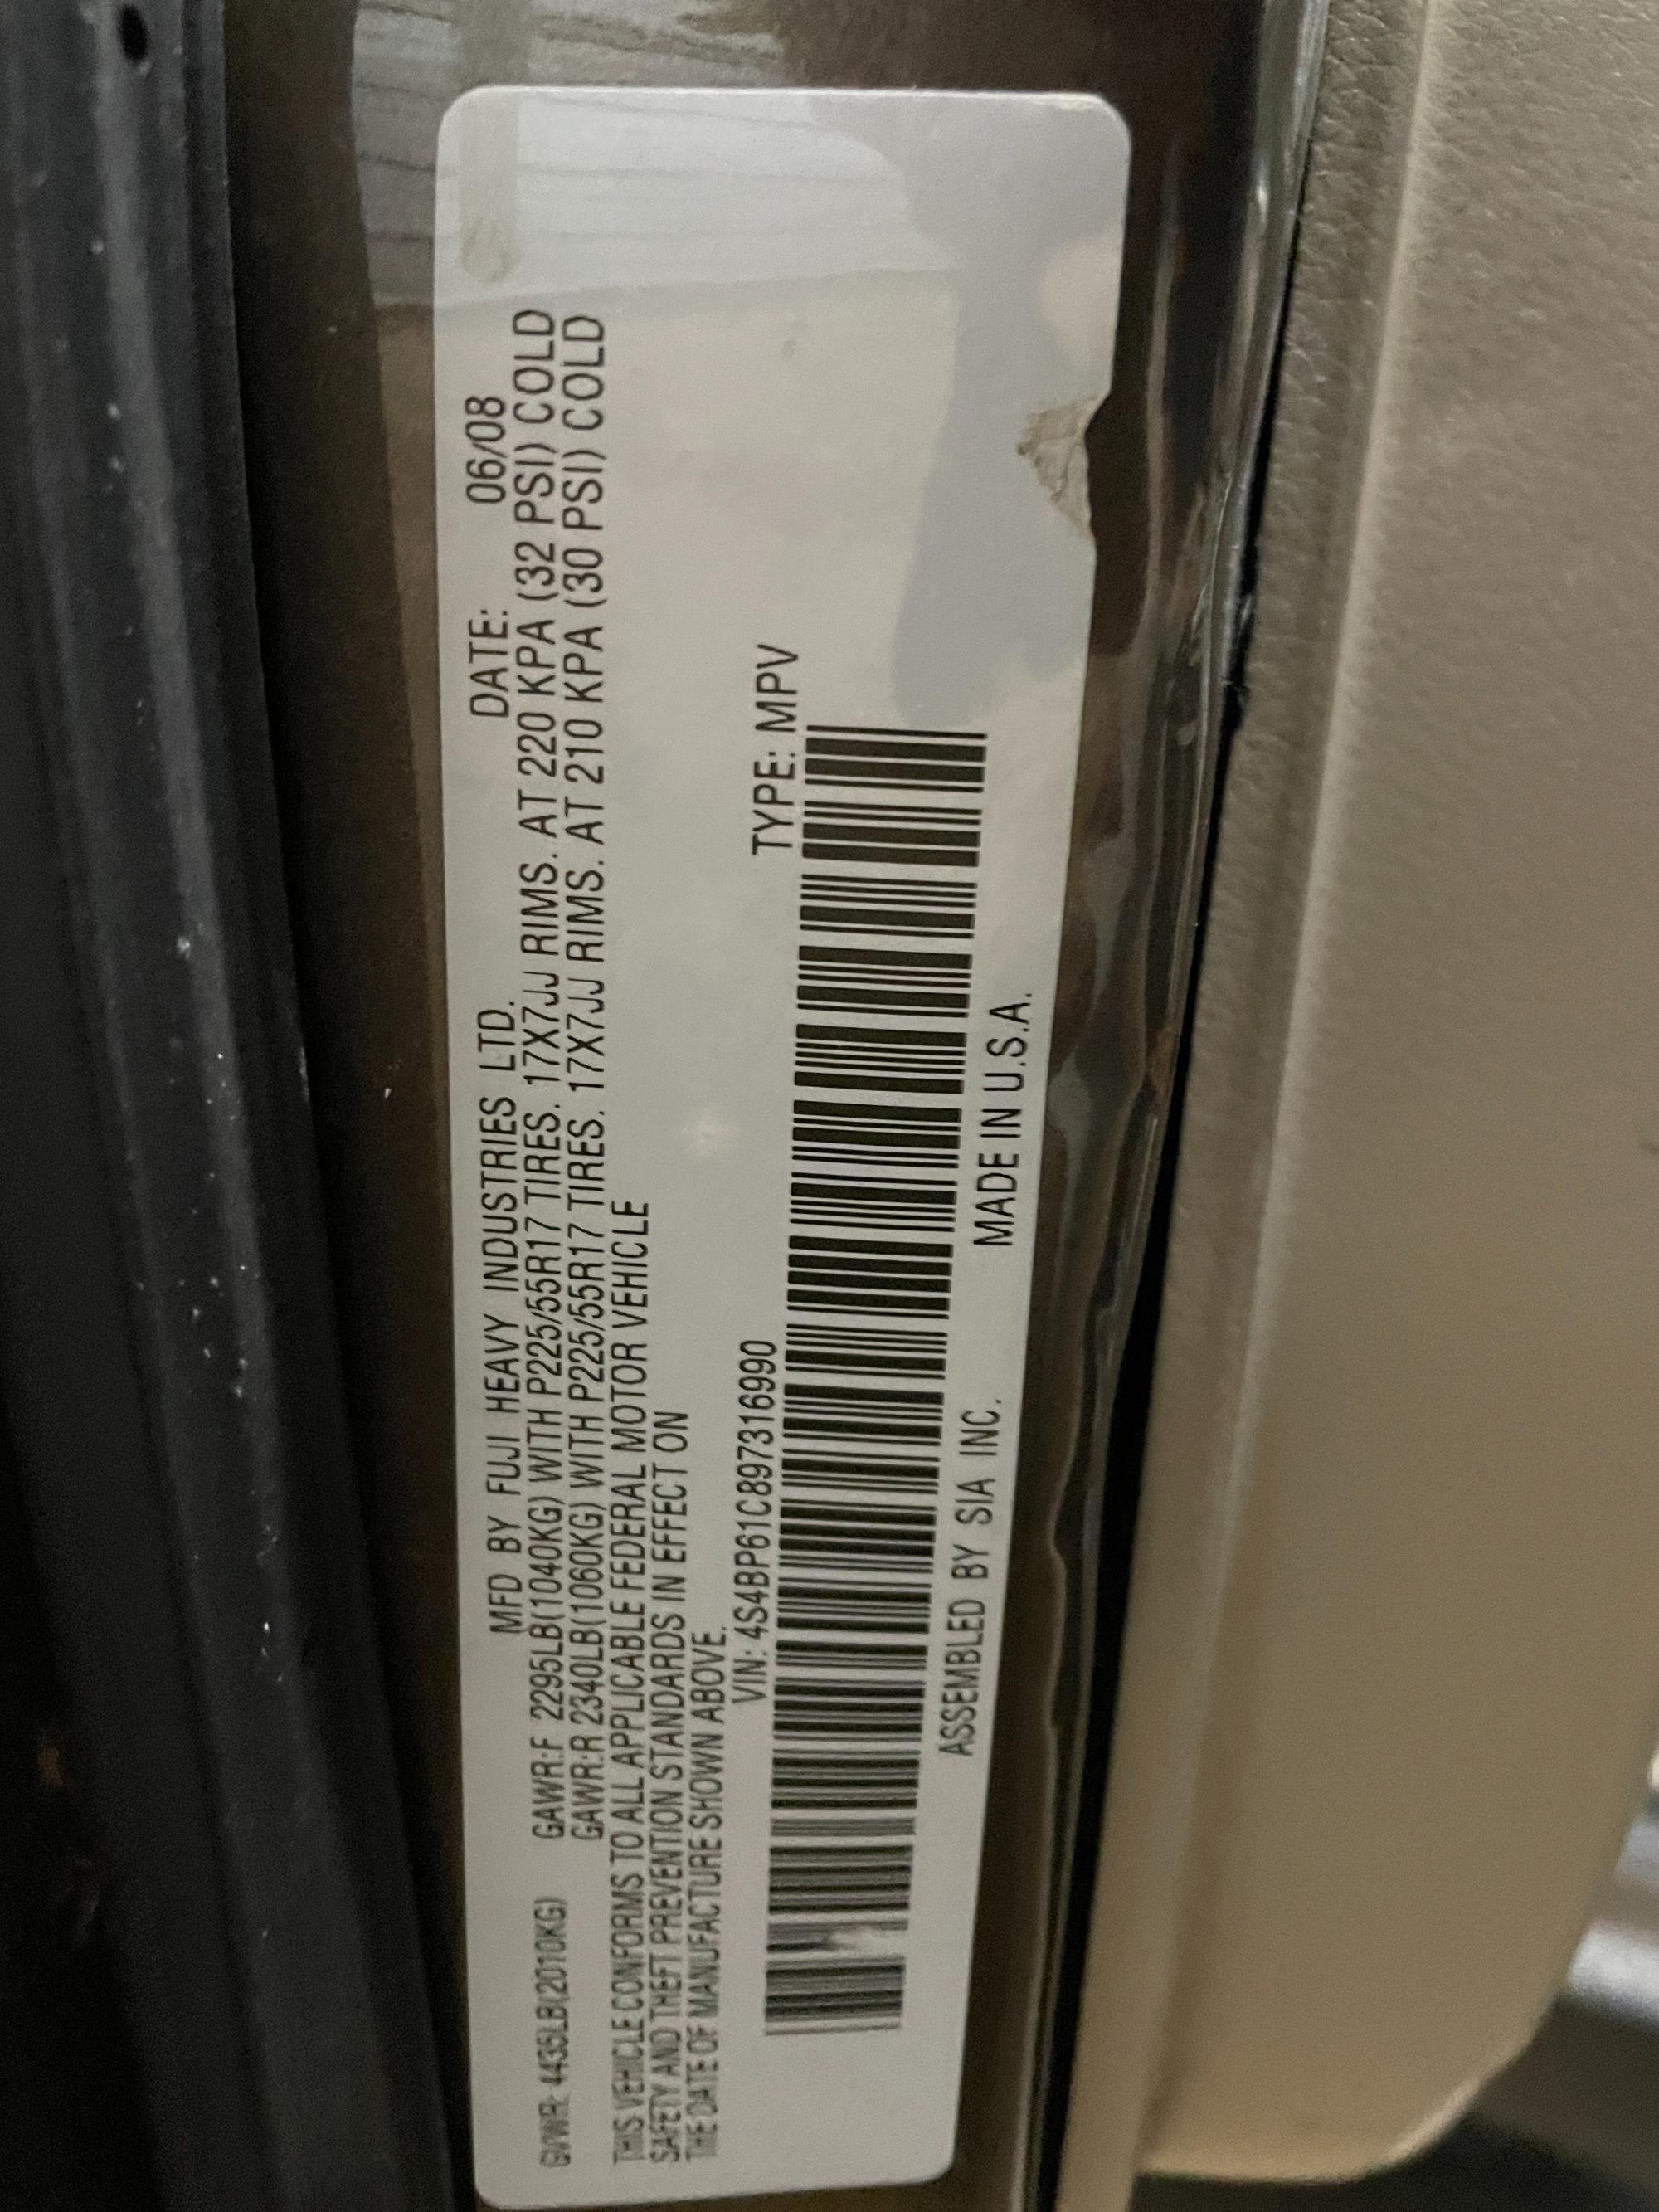 MFD BY FUJI HEAVY INDUSTRIES LTD. DATE: 06/08
GVWR: 4435LB(2010KG) GAWR:F 2295LB(1040KG) WITH P225/55R17 TIRES. 17X7JJ RIMS. AT 220 KPA (32 PSI) COLD
GAWR:R 2340LB(1060KG) WITH P225/55R17 TIRES. 17X7JJ RIMS. AT 210 KPA (30 PSI) COLD
THIS VEHICLE CONFORMS TO ALL APPLICABLE FEDERAL MOTOR VEHICLE
SAFETY AND THEFT PREVENTION STANDARDS IN EFFECT ON
THE DATE OF MANUFACTURE SHOWN ABOVE.
VIN: 4S4BP61C897316990 TYPE: MPV
ASSEMBLED BY SIA INC. MADE IN U.S.A.